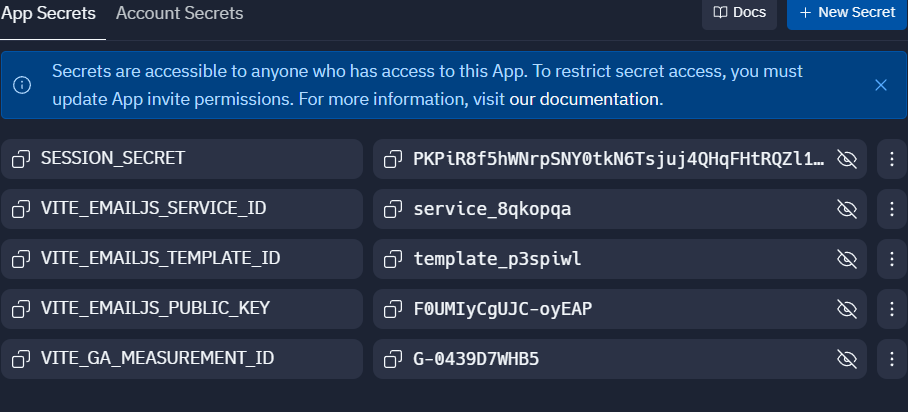 App Secrets Account Secrets Docs + New Secret
Secrets are accessible to anyone who has access to this App. To restrict secret access, you must
update App invite permissions. For more information, visit our documentation.
SESSION_SECRET PKPiR8f5hWNrpSNY0tkN6Tsjuj4QHqFHtRQZl1…
VITE_EMAILJS_SERVICE_ID service_8qkopqa
VITE_EMAILJS_TEMPLATE_ID template_p3spiwl
VITE_EMAILJS_PUBLIC_KEY F0UMIyCgUJC-oyEAP
VITE_GA_MEASUREMENT_ID G-0439D7WHB5